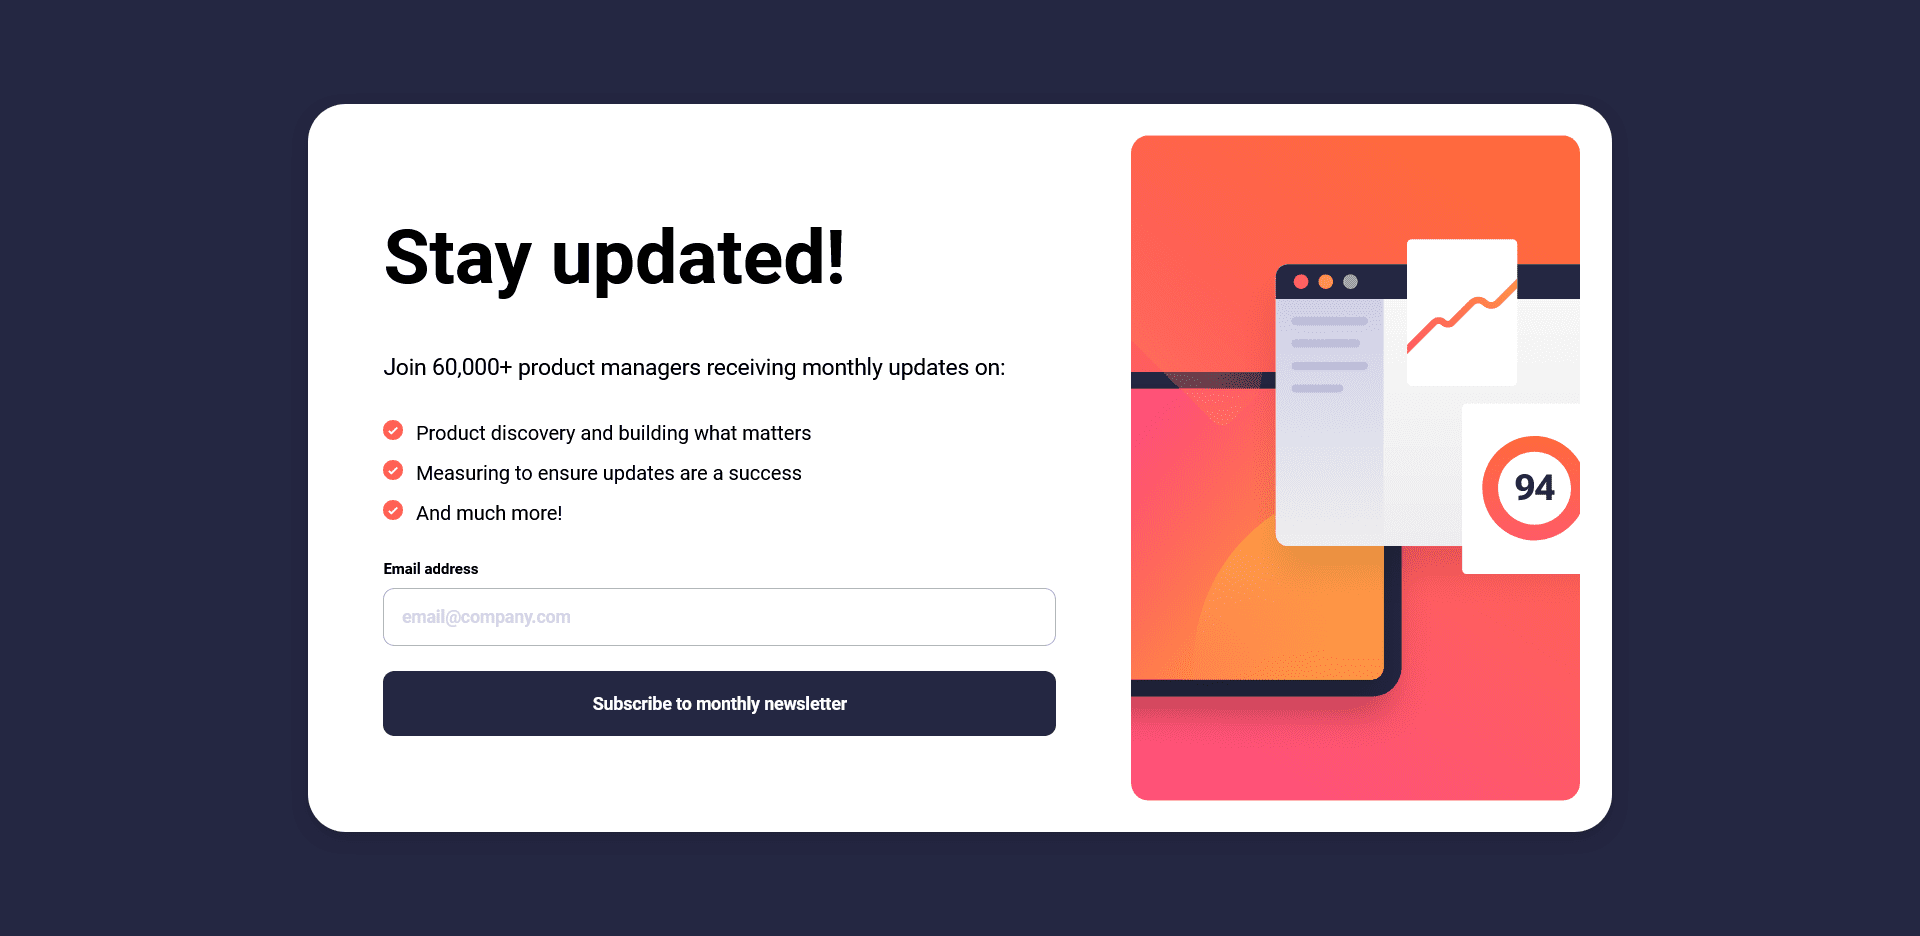 Stay updated!
Join 60,000+ product managers receiving monthly updates on:
Product discovery and building what matters
Measuring to ensure updates are a success
And much more!
Email address
email@company.com
Subscribe to monthly newsletter
94